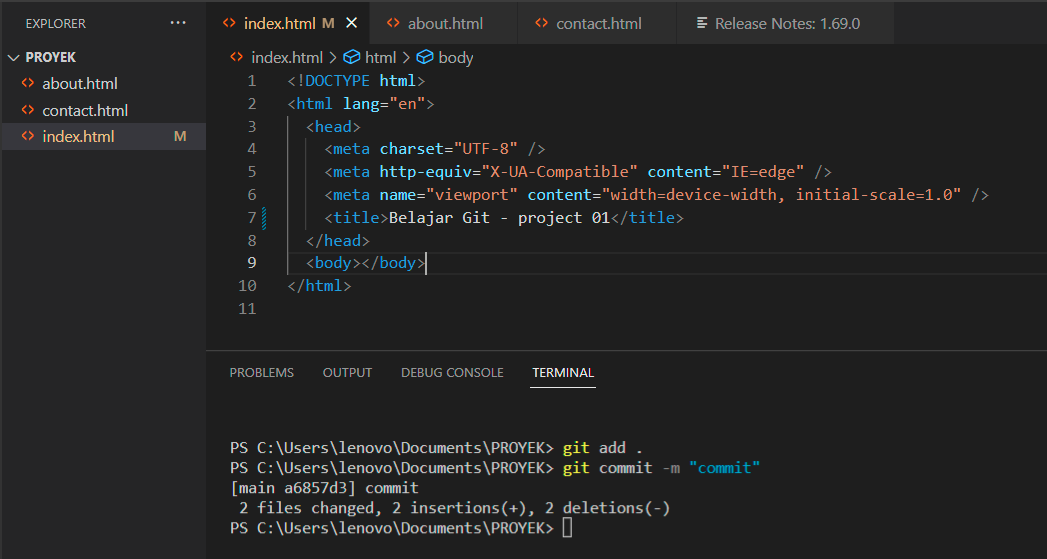 EXPLORER ...
index.html M
about.html
contact.html
Release Notes: 1.69.0
PROYEK
about.html
contact.html
index.html M
index.html > html > body
1 <!DOCTYPE html>
2 <html lang="en">
3 <head>
4 <meta charset="UTF-8" />
5 <meta http-equiv="X-UA-Compatible" content="IE=edge" />
6 <meta name="viewport" content="width=device-width, initial-scale=1.0" />
7 <title>Belajar Git - project 01</title>
8 </head>
9 <body></body>
10 </html>
11
PROBLEMS OUTPUT DEBUG CONSOLE TERMINAL
PS C:\Users\lenovo\Documents\PROYEK> git add .
PS C:\Users\lenovo\Documents\PROYEK> git commit -m "commit"
[main a6857d3] commit
2 files changed, 2 insertions(+), 2 deletions(-)
PS C:\Users\lenovo\Documents\PROYEK>